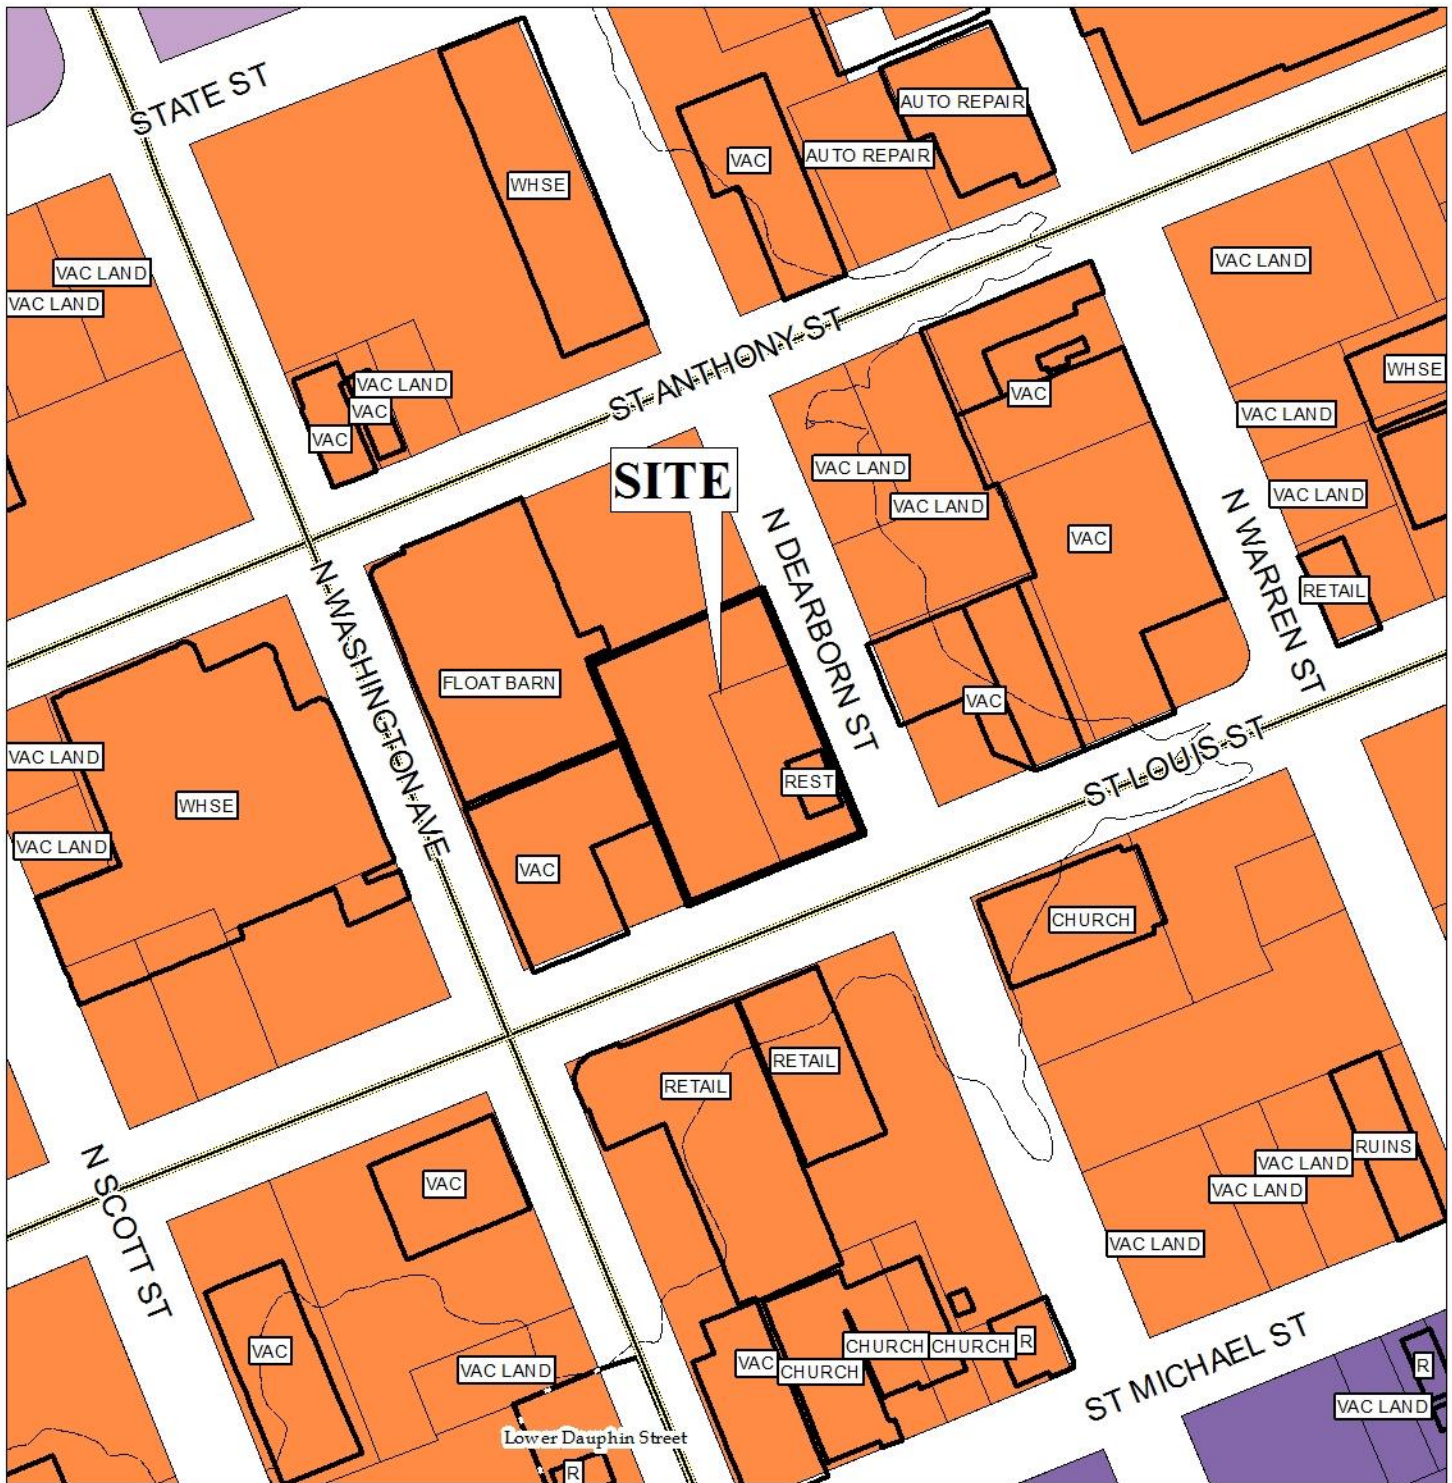 STATE ST
AUTO REPAIR
VAC
AUTO REPAIR
WHSE
VAC LAND
VAC LAND
VAC LAND
ST ANTHONY ST
WHSE
VAC LAND
VAC
VAC
VAC LAND
VAC
VAC LAND
SITE
VAC LAND
VAC LAND
N DEARBORN ST
VAC
N WARREN ST
RETAIL
N WASHINGTON AVE
FLOAT BARN
VAC
VAC LAND
ST LOUIS ST
REST
WHSE
VAC LAND
VAC
CHURCH
RETAIL
RETAIL
RUINS
VAC LAND
N SCOTT ST
VAC
VAC LAND
VAC LAND
VAC
VAC LAND
VAC
CHURCH
CHURCH
CHURCH
R
ST MICHAEL ST
R
VAC LAND
Lower Dauphin Street
R